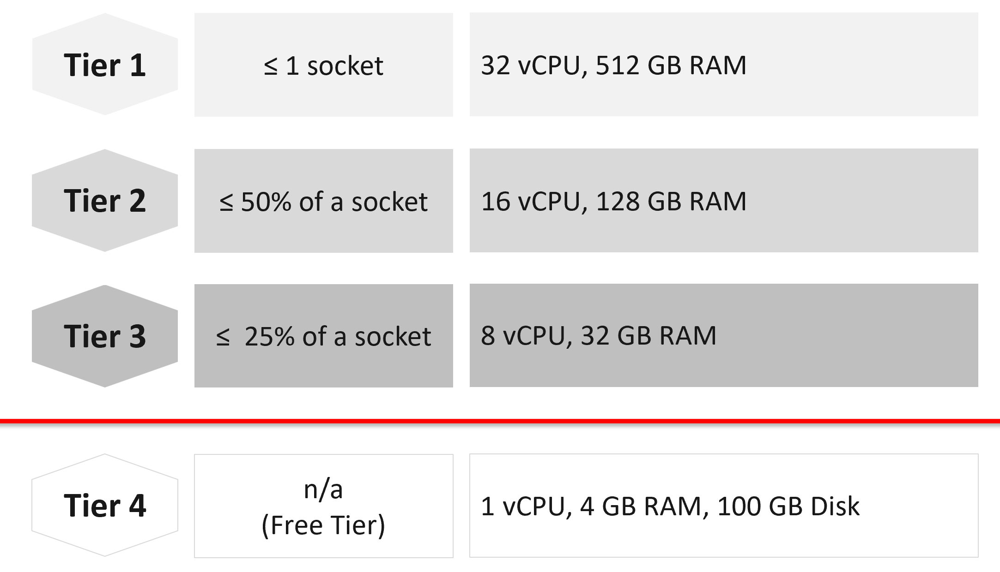 Tier 1
≤ 1 socket
32 vCPU, 512 GB RAM
Tier 2
≤ 50% of a socket
16 vCPU, 128 GB RAM
Tier 3
≤ 25% of a socket
8 vCPU, 32 GB RAM
Tier 4
n/a
(Free Tier)
1 vCPU, 4 GB RAM, 100 GB Disk